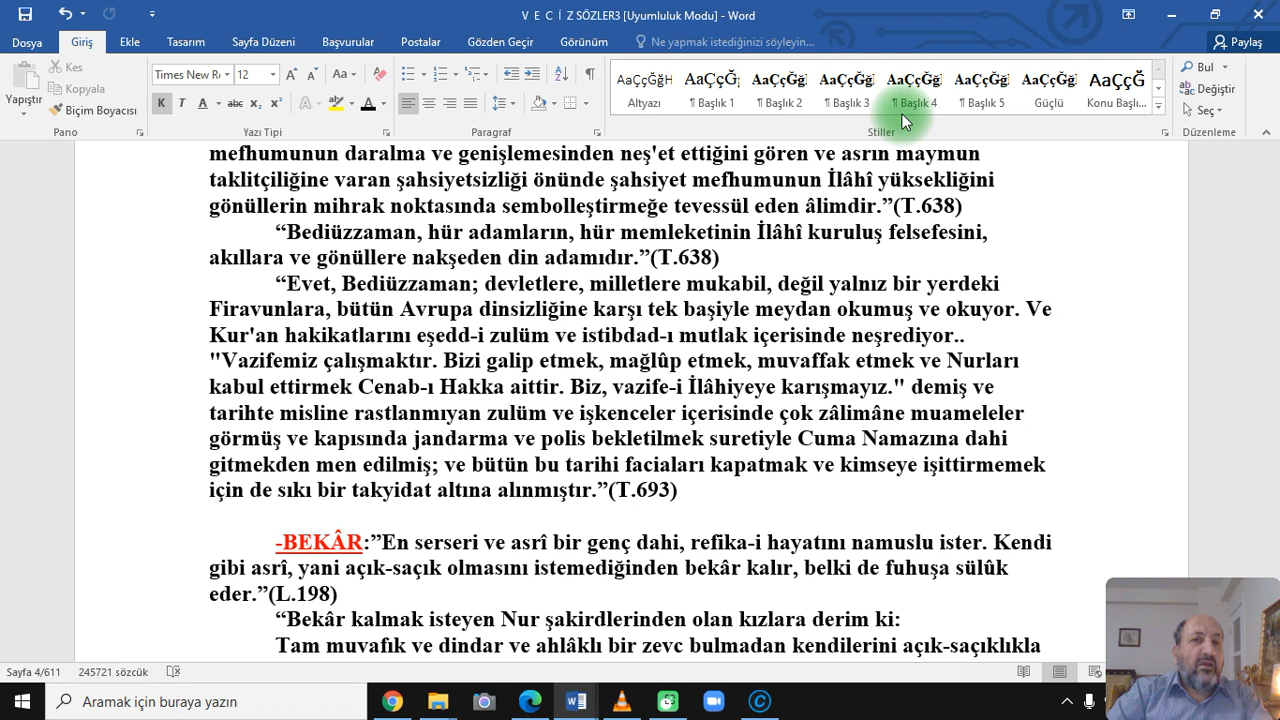 V E C İ Z SÖZLER3 [Uyumluluk Modu] - Word
Dosya Giriş Ekle Tasarım Sayfa Düzeni Başvurular Postalar Gözden Geçir Görünüm Ne yapmak istediğinizi söyleyin... Paylaş
Yapıştır
Kes
Kopyala
Biçim Boyacısı
Pano
Times New Ro 12
Yazı Tipi
Paragraf
AaÇçĞğH AaÇçĞğ AaÇçĞğ AaÇçĞğ AaÇçĞğ AaÇçĞğ AaÇçĞğ AaÇçĞ
Altyazı ¶ Başlık 1 ¶ Başlık 2 ¶ Başlık 3 ¶ Başlık 4 ¶ Başlık 5 Güçlü Konu Başlı...
Stiller
Bul
Değiştir
Seç
Düzenleme
mefhumunun daralma ve genişlemesinden neş'et ettiğini gören ve asrın maymun
taklitçiliğine varan şahsiyetsizliği önünde şahsiyet mefhumunun İlâhî yüksekliğini
gönüllerin mihrak noktasında sembolleştirmeğe tevessül eden âlimdir.”(T.638)
“Bediüzzaman, hür adamların, hür memleketinin İlâhî kuruluş felsefesini,
akıllara ve gönüllere nakşeden din adamıdır.”(T.638)
“Evet, Bediüzzaman; devletlere, milletlere mukabil, değil yalnız bir yerdeki
Firavunlara, bütün Avrupa dinsizliğine karşı tek başiyle meydan okumuş ve okuyor. Ve
Kur'an hakikatlarını eşedd-i zulüm ve istibdad-ı mutlak içerisinde neşrediyor..
"Vazifemiz çalışmaktır. Bizi galip etmek, mağlûp etmek, muvaffak etmek ve Nurları
kabul ettirmek Cenab-ı Hakka aittir. Biz, vazife-i İlâhiyeye karışmayız." demiş ve
tarihte misline rastlanmıyan zulüm ve işkenceler içerisinde çok zâlimâne muameleler
görmüş ve kapısında jandarma ve polis bekletilmek suretiyle Cuma Namazına dahi
gitmekden men edilmiş; ve bütün bu tarihi faciaları kapatmak ve kimseye işittirmemek
için de sıkı bir takyidat altına alınmıştır.”(T.693)
-BEKÂR:”En serseri ve asrî bir genç dahi, refika-i hayatını namuslu ister. Kendi
gibi asrî, yani açık-saçık olmasını istemediğinden bekâr kalır, belki de fuhuşa sülûk
eder.”(L.198)
“Bekâr kalmak isteyen Nur şakirdlerinden olan kızlara derim ki:
Tam muvafık ve dindar ve ahlâklı bir zevc bulmadan kendilerini açık-saçıklıkla
Sayfa 4/611 245721 sözcük
Aramak için buraya yazın